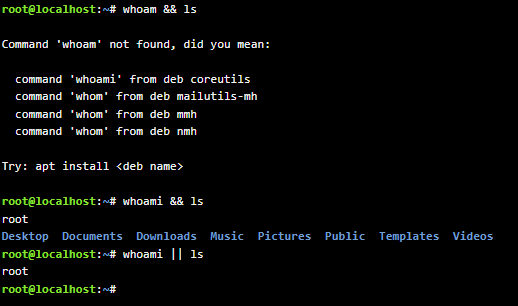 root@localhost:~# whoam && ls
Command 'whoam' not found, did you mean:
command 'whoami' from deb coreutils
command 'whom' from deb mailutils-mh
command 'whom' from deb mmh
command 'whom' from deb nmh
Try: apt install <deb name>
root@localhost:~# whoami && ls
root
Desktop Documents Downloads Music Pictures Public Templates Videos
root@localhost:~# whoami || ls
root
root@localhost:~#